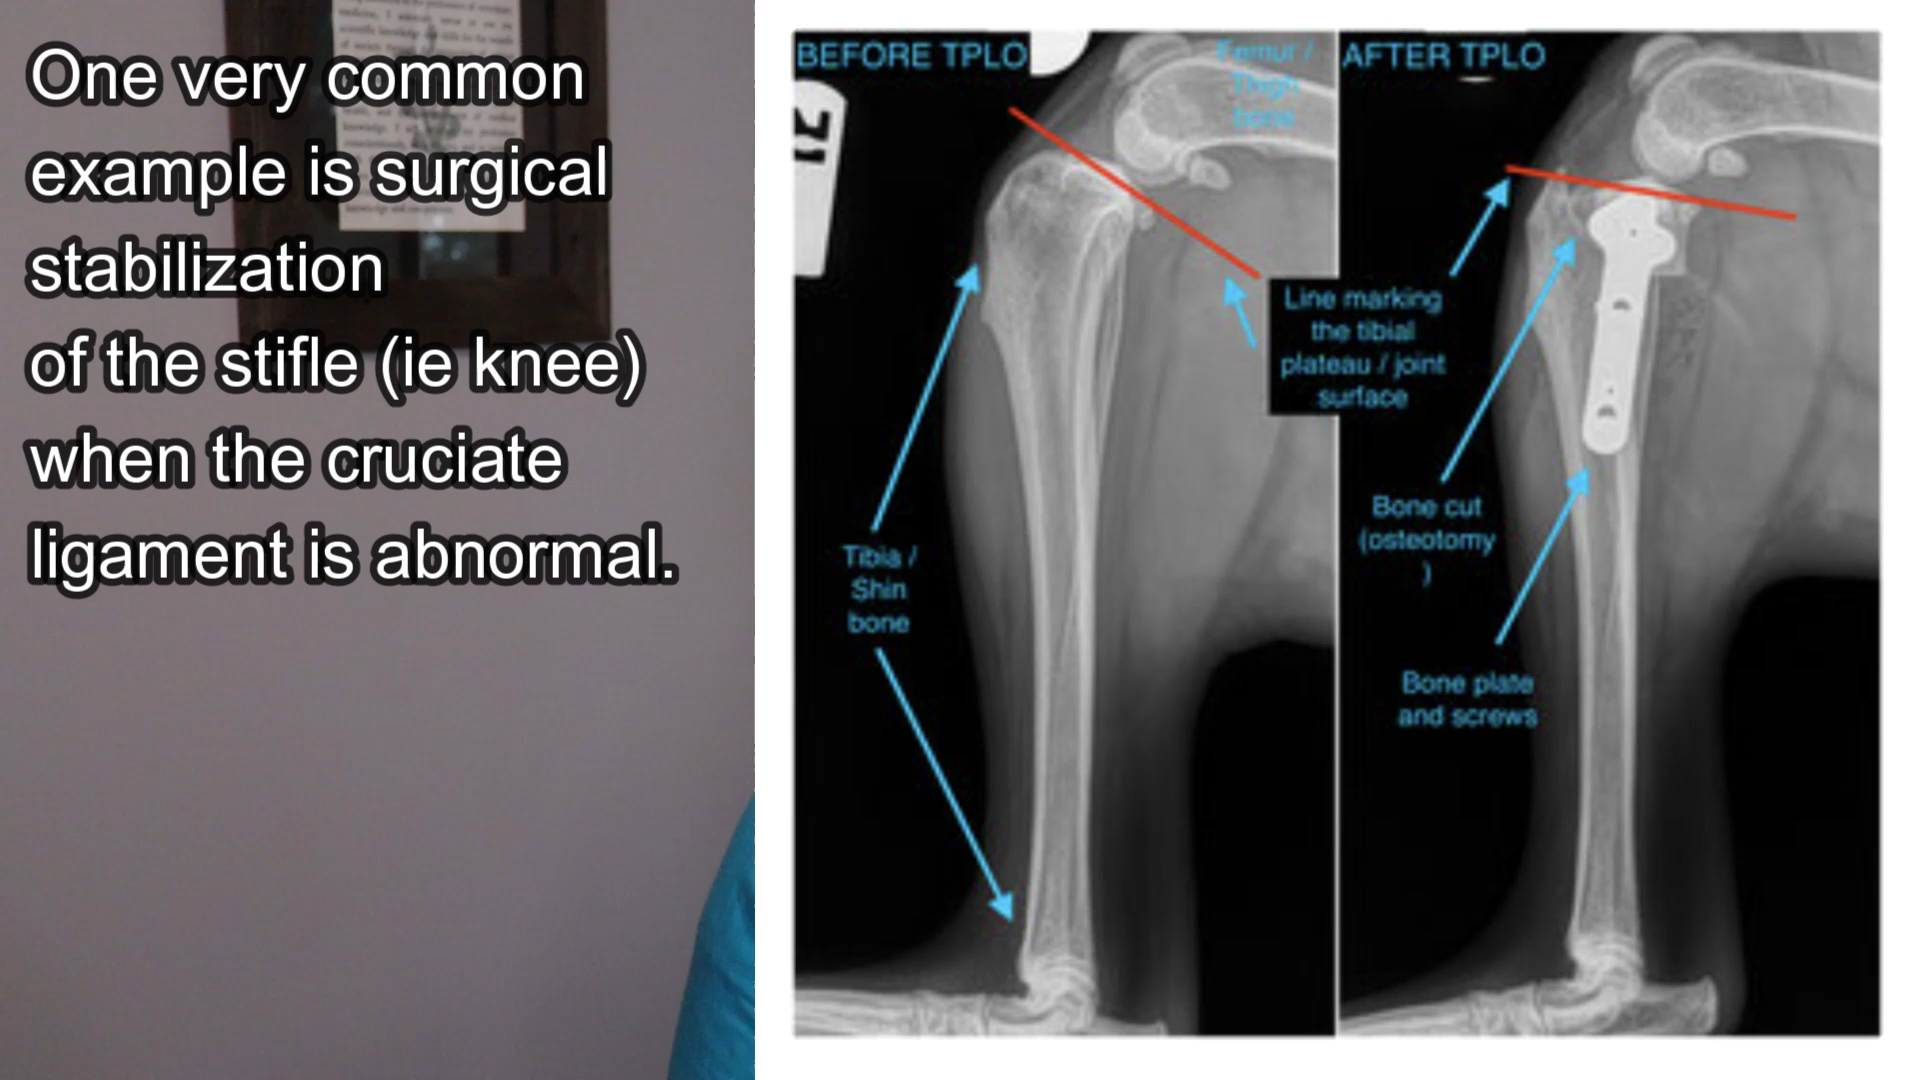 One very common
example is surgical
stabilization
of the stifle (ie knee)
when the cruciate
ligament is abnormal.
BEFORE TPLO
Femur /
Thigh
bone
AFTER TPLO
Line marking
the tibial
plateau / joint
surface
Tibia /
Shin
bone
Bone cut
(osteotomy
)
Bone plate
and screws